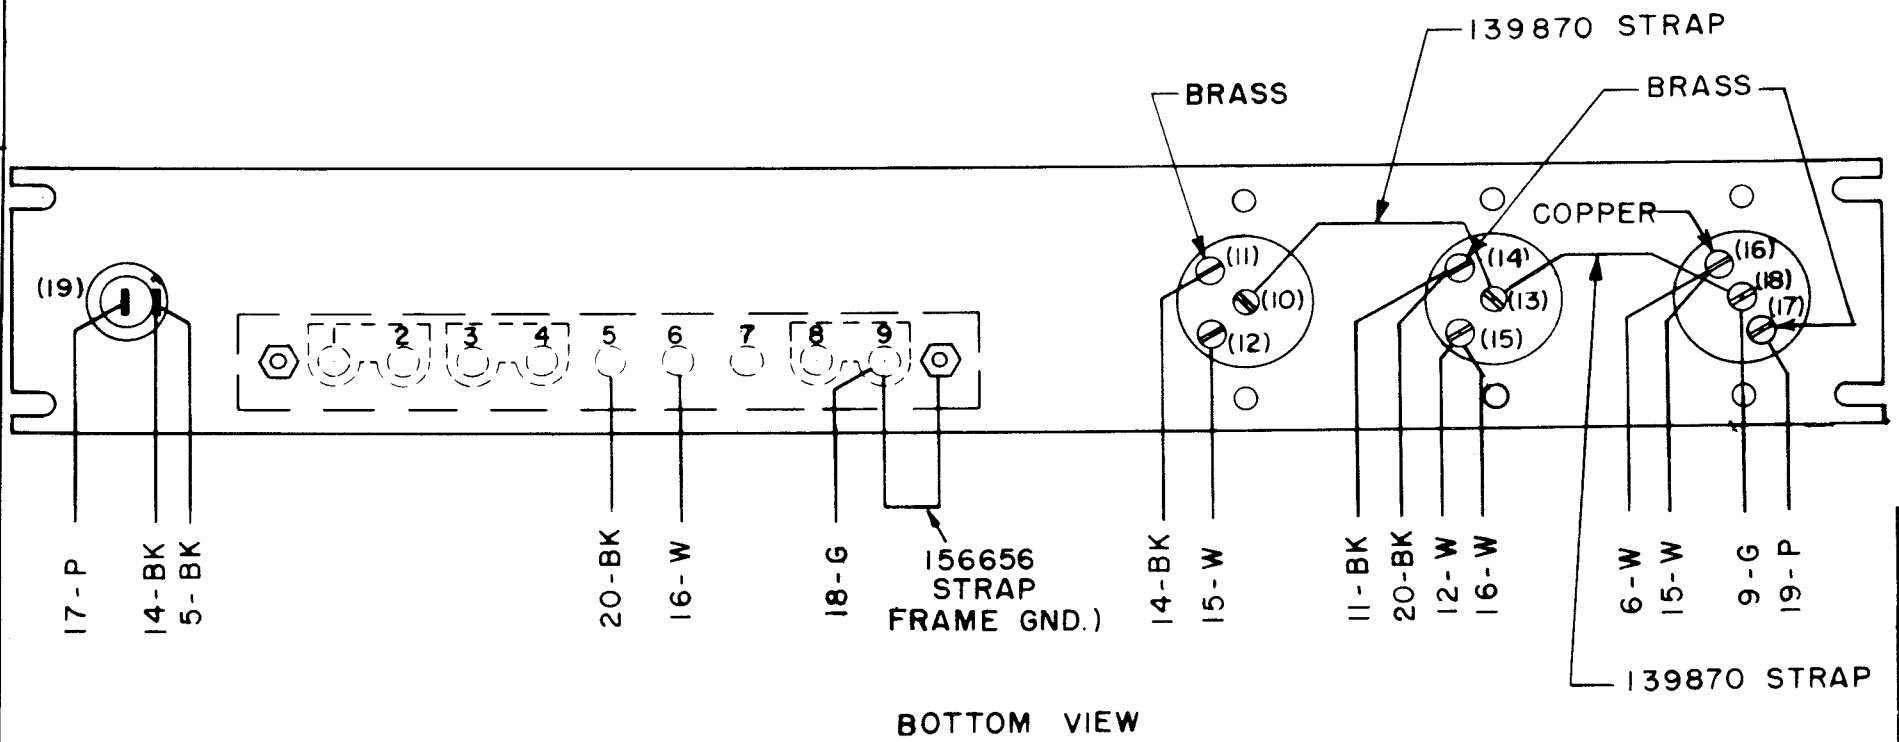 139870 STRAP
BRASS
BRASS
COPPER
(11)
(14)
(16)
(19)
(10)
(13)
(18)
(17)
(12)
(15)
1 2 3 4 5 6 7 8 9
17-P
14-BK
5-BK
20-BK
16-W
18-G
156656
STRAP
FRAME GND.)
14-BK
15-W
11-BK
20-BK
12-W
16-W
6-W
15-W
9-G
19-P
139870 STRAP
BOTTOM VIEW